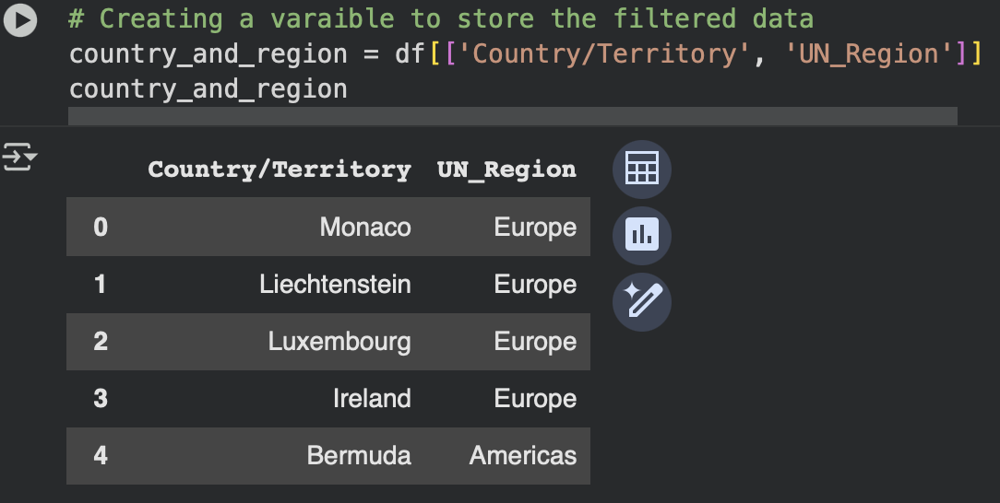 # Creating a varaible to store the filtered data
country_and_region = df[['Country/Territory', 'UN_Region']]
country_and_region
Country/Territory UN_Region
0 Monaco Europe
1 Liechtenstein Europe
2 Luxembourg Europe
3 Ireland Europe
4 Bermuda Americas